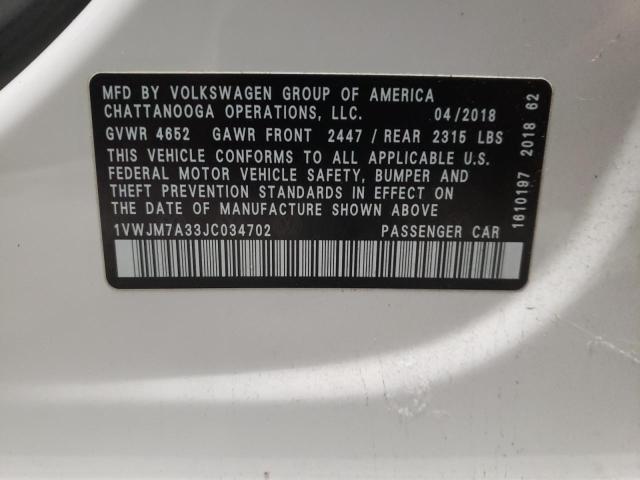 MFD BY VOLKSWAGEN GROUP OF AMERICA
CHATTANOOGA OPERATIONS, LLC. 04/2018
GVWR 4652 GAWR FRONT 2447 / REAR 2315 LBS
THIS VEHICLE CONFORMS TO ALL APPLICABLE U.S.
FEDERAL MOTOR VEHICLE SAFETY, BUMPER AND
THEFT PREVENTION STANDARDS IN EFFECT ON
THE DATE OF MANUFACTURE SHOWN ABOVE
1VWJM7A33JC034702 PASSENGER CAR
1610197 2018 62